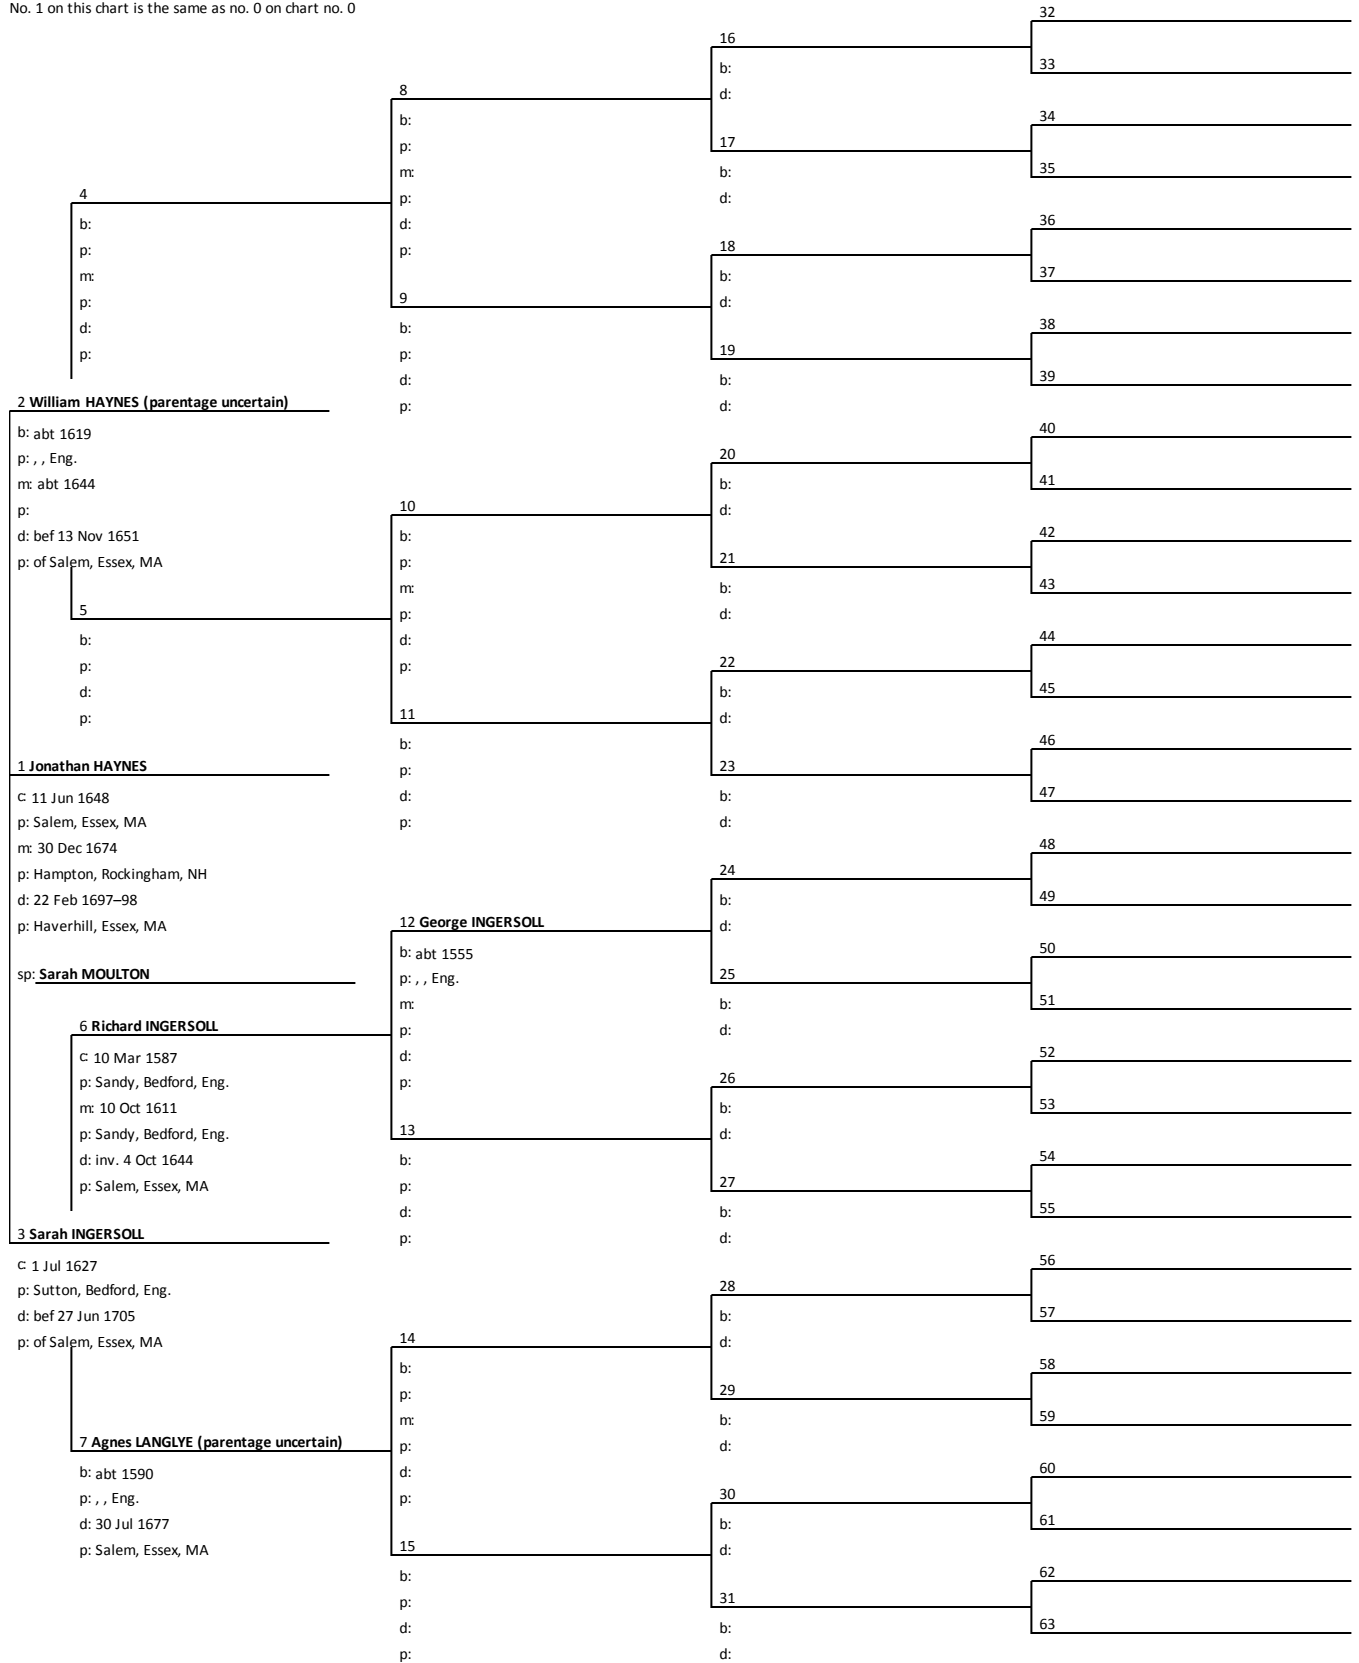 No. 1 on this chart is the same as no. 0 on chart no. 0
2 William HAYNES (parentage uncertain)
b: abt 1619
p: , , Eng.
m: abt 1644
p:
d: bef 13 Nov 1651
p: of Salem, Essex, MA
1 Jonathan HAYNES
c: 11 Jun 1648
p: Salem, Essex, MA
m: 30 Dec 1674
p: Hampton, Rockingham, NH
d: 22 Feb 1697–98
p: Haverhill, Essex, MA
sp: Sarah MOULTON
3 Sarah INGERSOLL
c: 1 Jul 1627
p: Sutton, Bedford, Eng.
d: bef 27 Jun 1705
p: of Salem, Essex, MA
4
b:
p:
m:
p:
d:
p:
5
b:
p:
d:
p:
6 Richard INGERSOLL
c: 10 Mar 1587
p: Sandy, Bedford, Eng.
m: 10 Oct 1611
p: Sandy, Bedford, Eng.
d: inv. 4 Oct 1644
p: Salem, Essex, MA
7 Agnes LANGLYE (parentage uncertain)
b: abt 1590
p: , , Eng.
d: 30 Jul 1677
p: Salem, Essex, MA
8
b:
p:
m:
p:
d:
p:
9
b:
p:
d:
p:
10
b:
p:
m:
p:
d:
p:
11
b:
p:
d:
p:
12 George INGERSOLL
b: abt 1555
p: , , Eng.
m:
p:
d:
p:
13
b:
p:
d:
p:
14
b:
p:
m:
p:
d:
p:
15
b:
p:
d:
p:
16
b:
d:
17
b:
d:
18
b:
d:
19
b:
d:
20
b:
d:
21
b:
d:
22
b:
d:
23
b:
d:
24
b:
d:
25
b:
d:
26
b:
d:
27
b:
d:
28
b:
d:
29
b:
d:
30
b:
d:
31
b:
d:
32
33
34
35
36
37
38
39
40
41
42
43
44
45
46
47
48
49
50
51
52
53
54
55
56
57
58
59
60
61
62
63